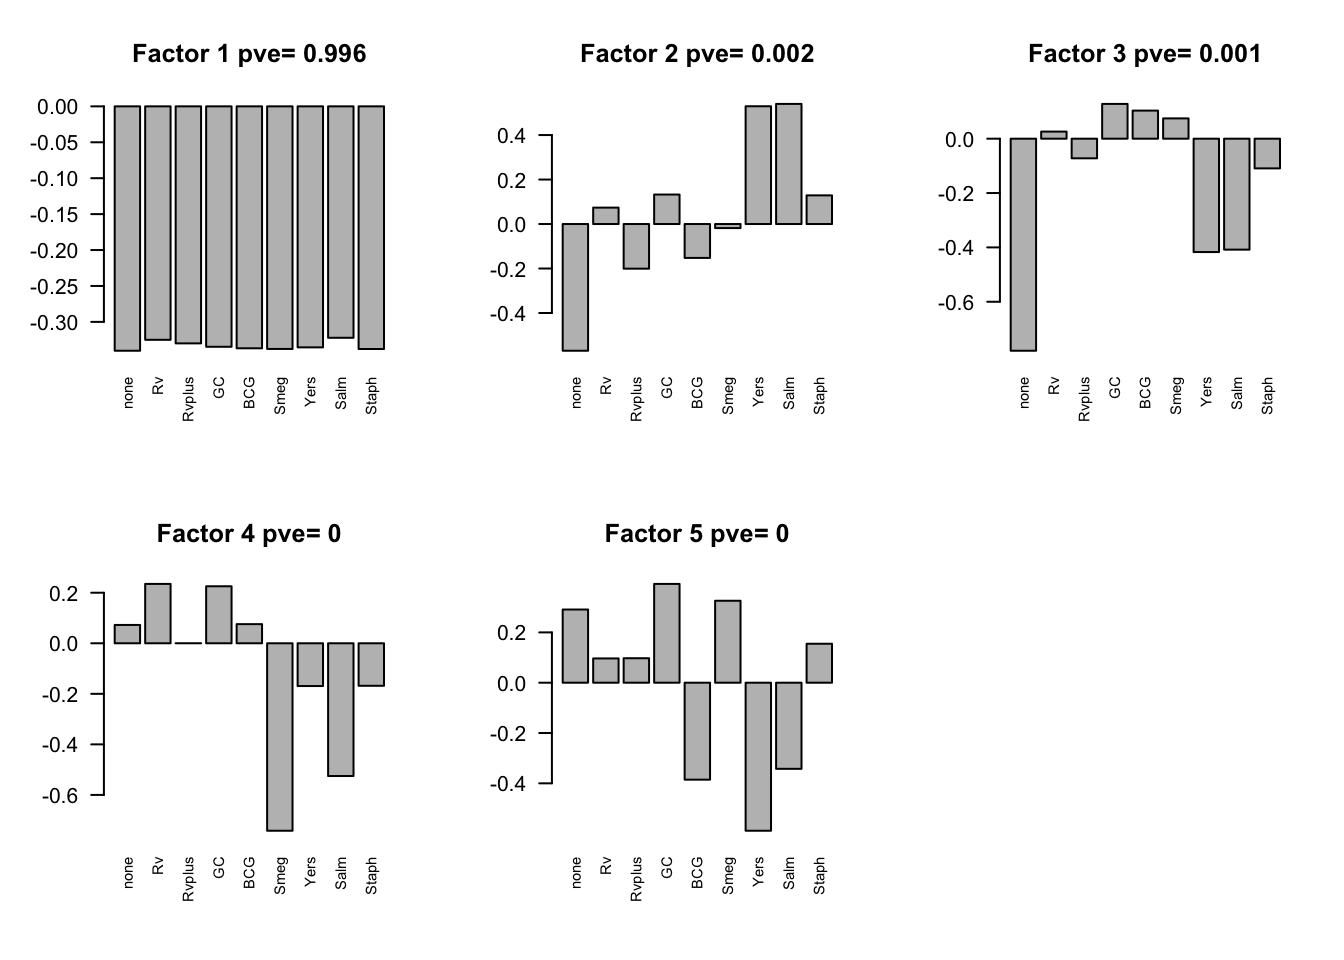 Factor 1 pve= 0.996
0.00
-0.05
-0.10
-0.15
-0.20
-0.25
-0.30
none Rv Rvplus GC BCG Smeg Yers Salm Staph
Factor 2 pve= 0.002
0.4
0.2
0.0
-0.2
-0.4
none Rv Rvplus GC BCG Smeg Yers Salm Staph
Factor 3 pve= 0.001
0.0
-0.2
-0.4
-0.6
none Rv Rvplus GC BCG Smeg Yers Salm Staph
Factor 4 pve= 0
0.2
0.0
-0.2
-0.4
-0.6
none Rv Rvplus GC BCG Smeg Yers Salm Staph
Factor 5 pve= 0
0.2
0.0
-0.2
-0.4
none Rv Rvplus GC BCG Smeg Yers Salm Staph